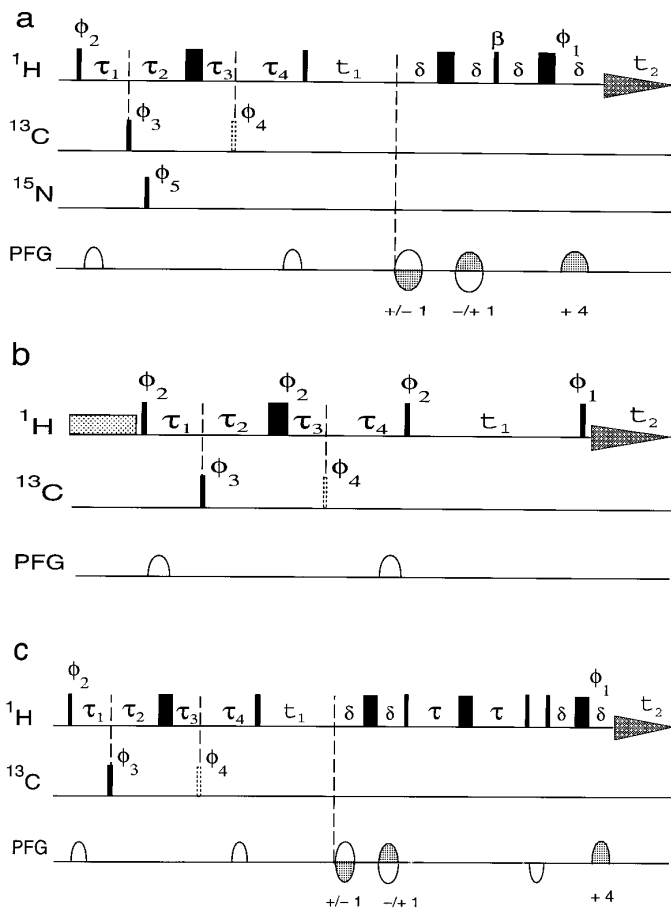 a
ϕ₂ β ϕ₁
¹H τ₁ τ₂ τ₃ τ₄ t₁ δ δ δ δ t₂
¹³C ϕ₃ ϕ₄
¹⁵N ϕ₅
PFG
+/− 1 −/+ 1 + 4
b
ϕ₂ ϕ₂ ϕ₂ ϕ₁
¹H τ₁ τ₂ τ₃ τ₄ t₁ t₂
¹³C ϕ₃ ϕ₄
PFG
c
ϕ₂ ϕ₁
¹H τ₁ τ₂ τ₃ τ₄ t₁ δ δ τ τ δ δ t₂
¹³C ϕ₃ ϕ₄
PFG
+/− 1 −/+ 1 + 4